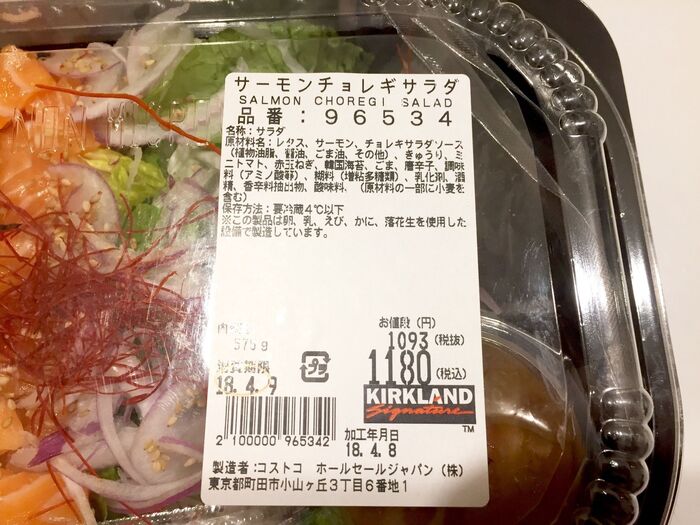 サーモンチョレギサラダ
SALMON CHOREGI SALAD
品番:96534
名称:サラダ
原材料名:レタス、サーモン、チョレギサラダソース
(植物油脂、醤油、ごま油、その他)、きゅうり、ミ
ニトマト、赤玉ねぎ、韓国海苔、ごま、唐辛子、調味
料(アミノ酸等)、糊料(増粘多糖類)、乳化剤、酒
精、香辛料抽出物、酸味料、(原材料の一部に小麦を
含む)
保存方法:要冷蔵4℃以下
※この製品は卵、乳、えび、かに、落花生を使用した
設備で製造しています。
お値段(円)
1093(税抜)
1180(税込)
575g
消費期限
18.4.9
プラ
KIRKLAND
Signature
TM
2 100000 965342
加工年月日
18.4.8
製造者:コストコ ホールセールジャパン(株)
東京都町田市小山ヶ丘3丁目6番地1